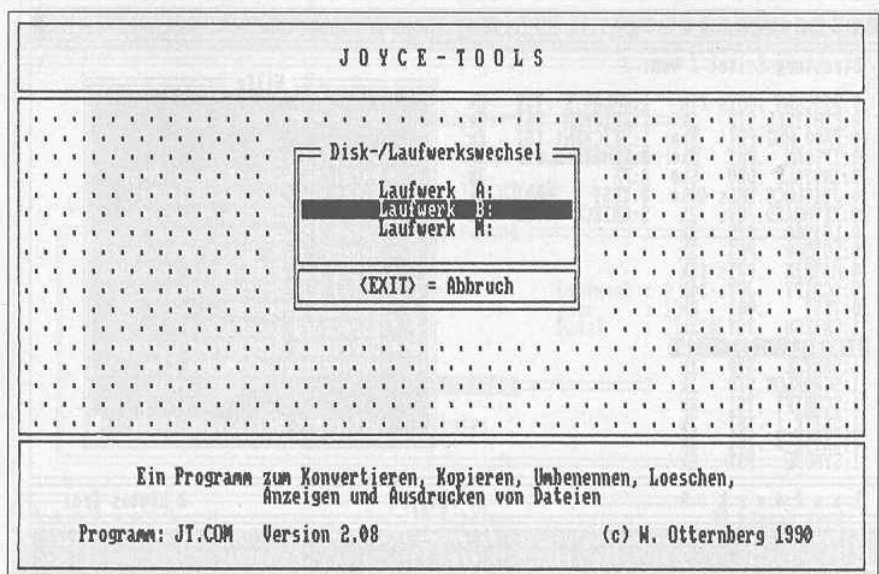 JOYCE-TOOLS
Disk-/Laufwerkswechsel
Laufwerk A:
Laufwerk B:
Laufwerk M:
<EXIT> = Abbruch
Ein Programm zum Konvertieren, Kopieren, Umbenennen, Loeschen,
Anzeigen und Ausdrucken von Dateien
Programm: JT.COM Version 2.08 (c) W. Otternberg 1990